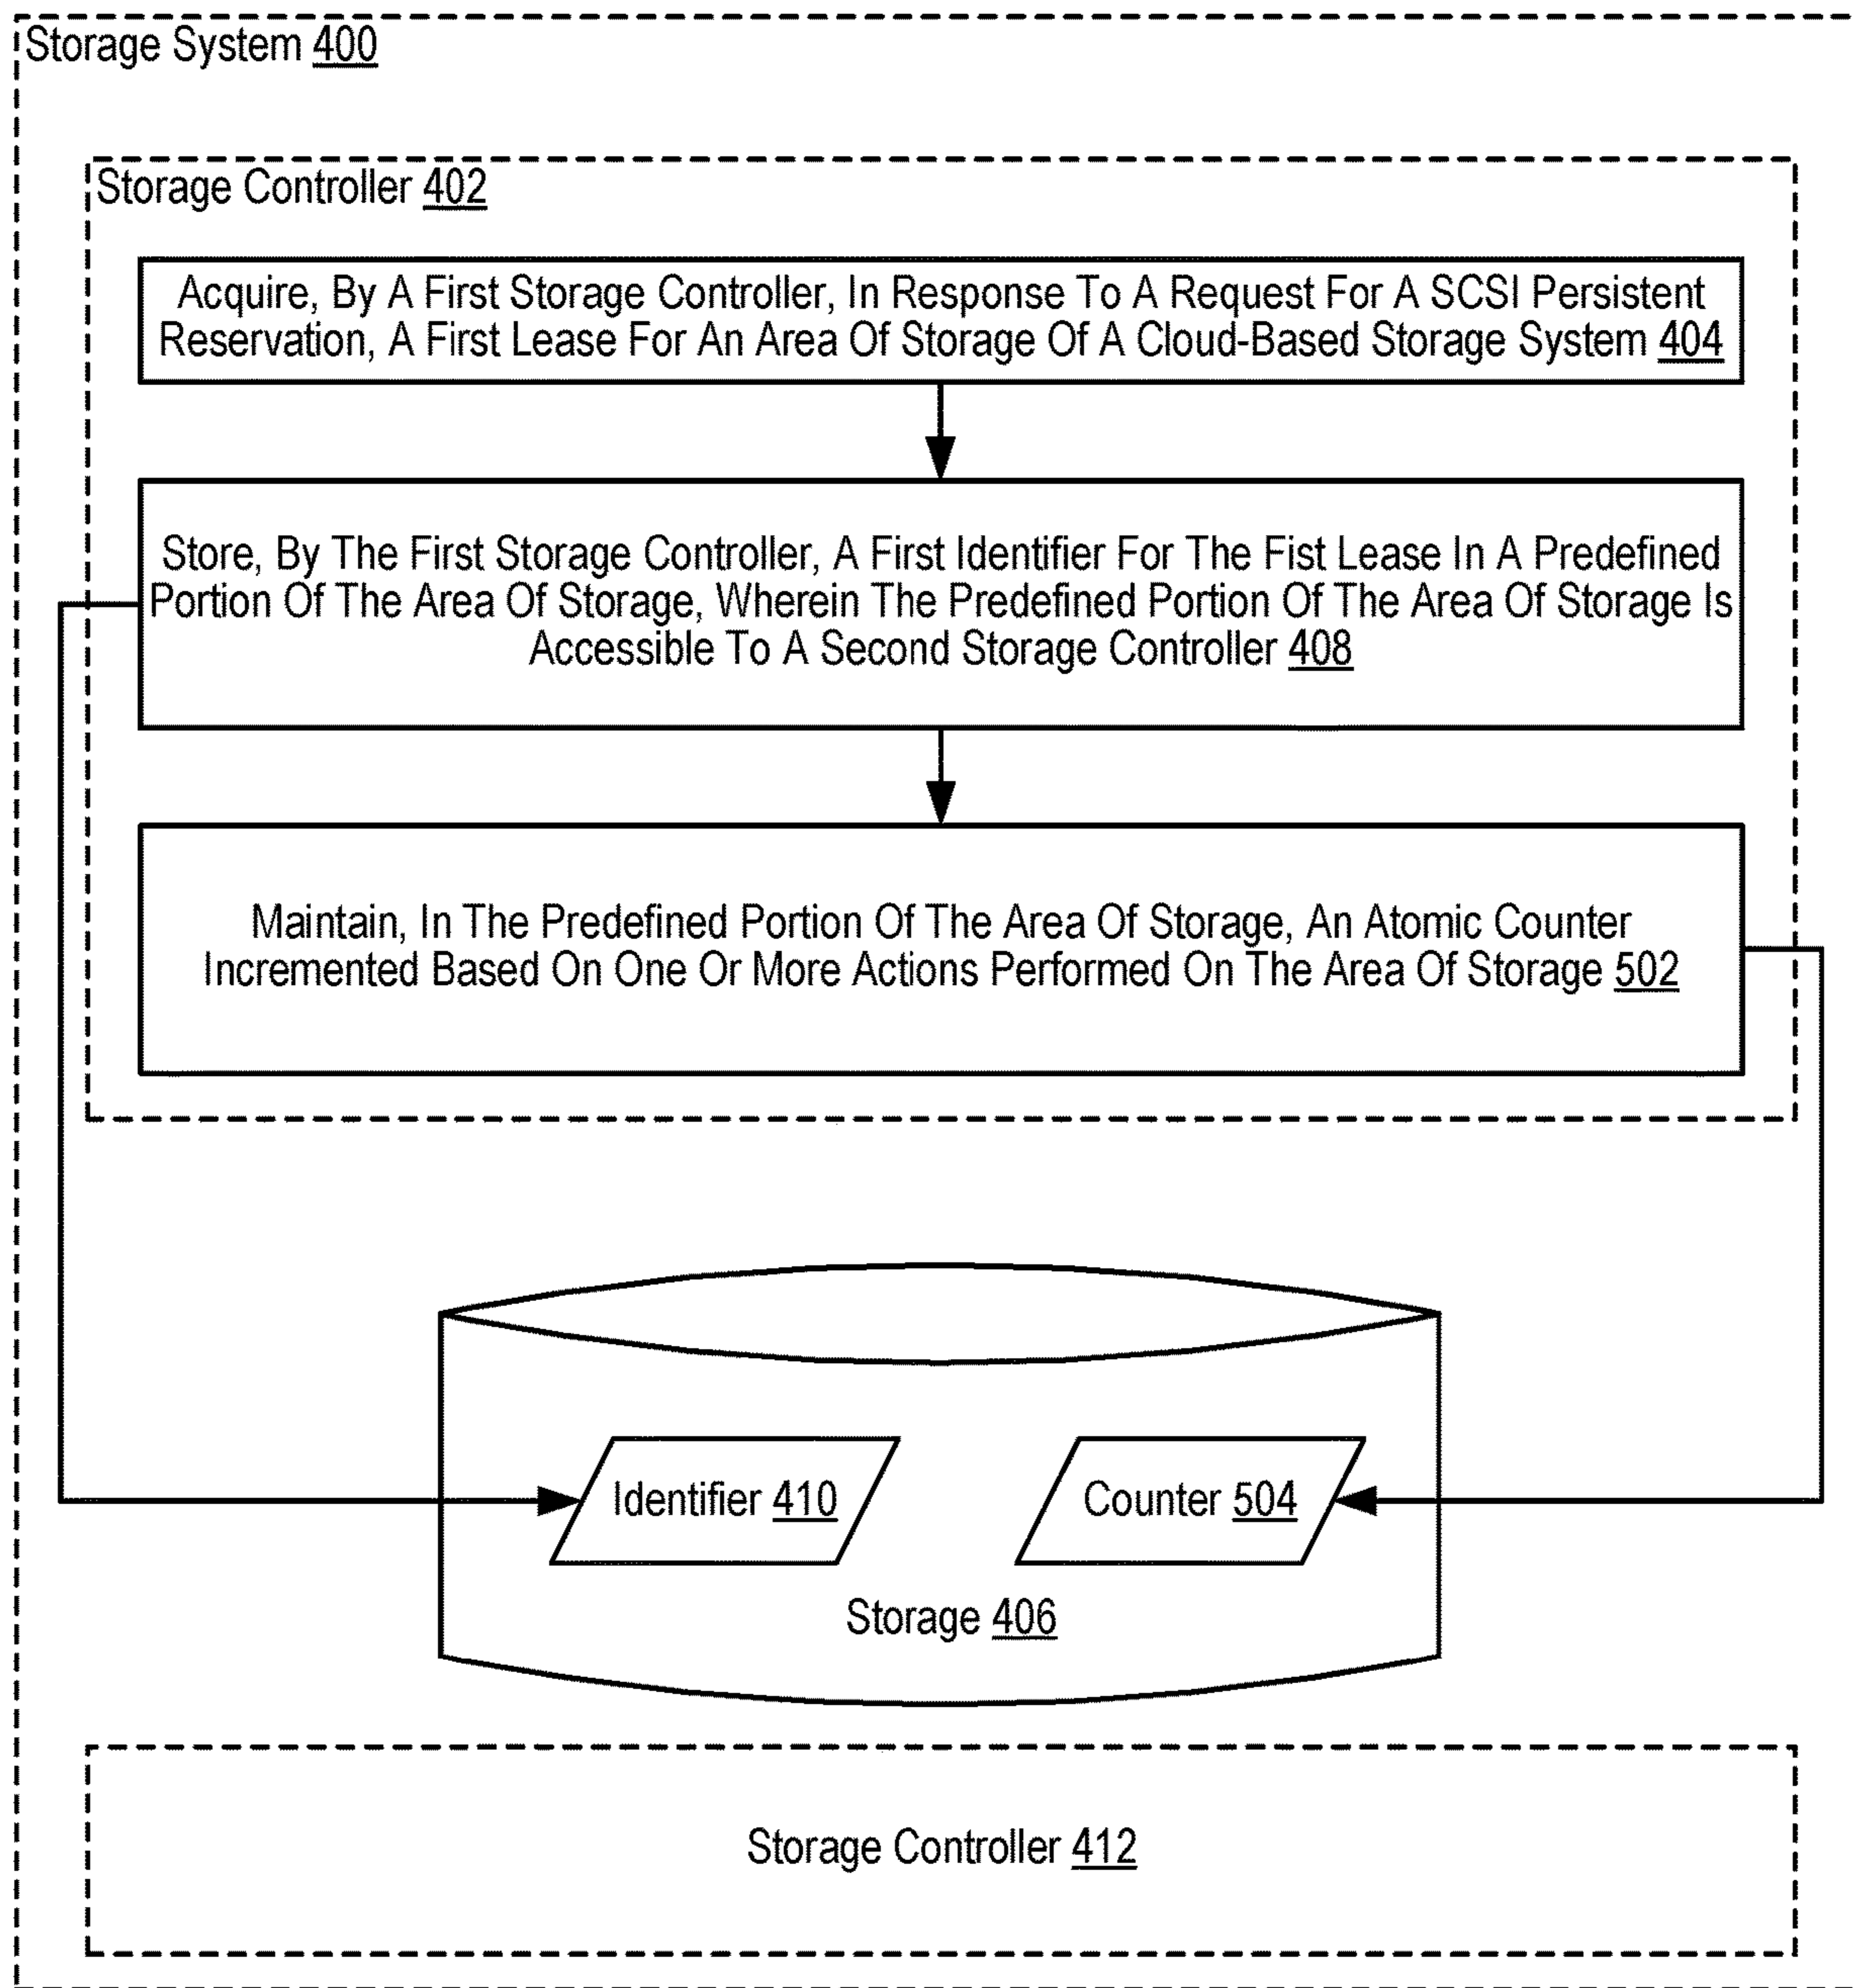 Storage System 400
Storage Controller 402
Acquire, By A First Storage Controller, In Response To A Request For A SCSI Persistent
Reservation, A First Lease For An Area Of Storage Of A Cloud-Based Storage System 404
Store, By The First Storage Controller, A First Identifier For The Fist Lease In A Predefined
Portion Of The Area Of Storage, Wherein The Predefined Portion Of The Area Of Storage Is
Accessible To A Second Storage Controller 408
Maintain, In The Predefined Portion Of The Area Of Storage, An Atomic Counter
Incremented Based On One Or More Actions Performed On The Area Of Storage 502
Identifier 410
Counter 504
Storage 406
Storage Controller 412